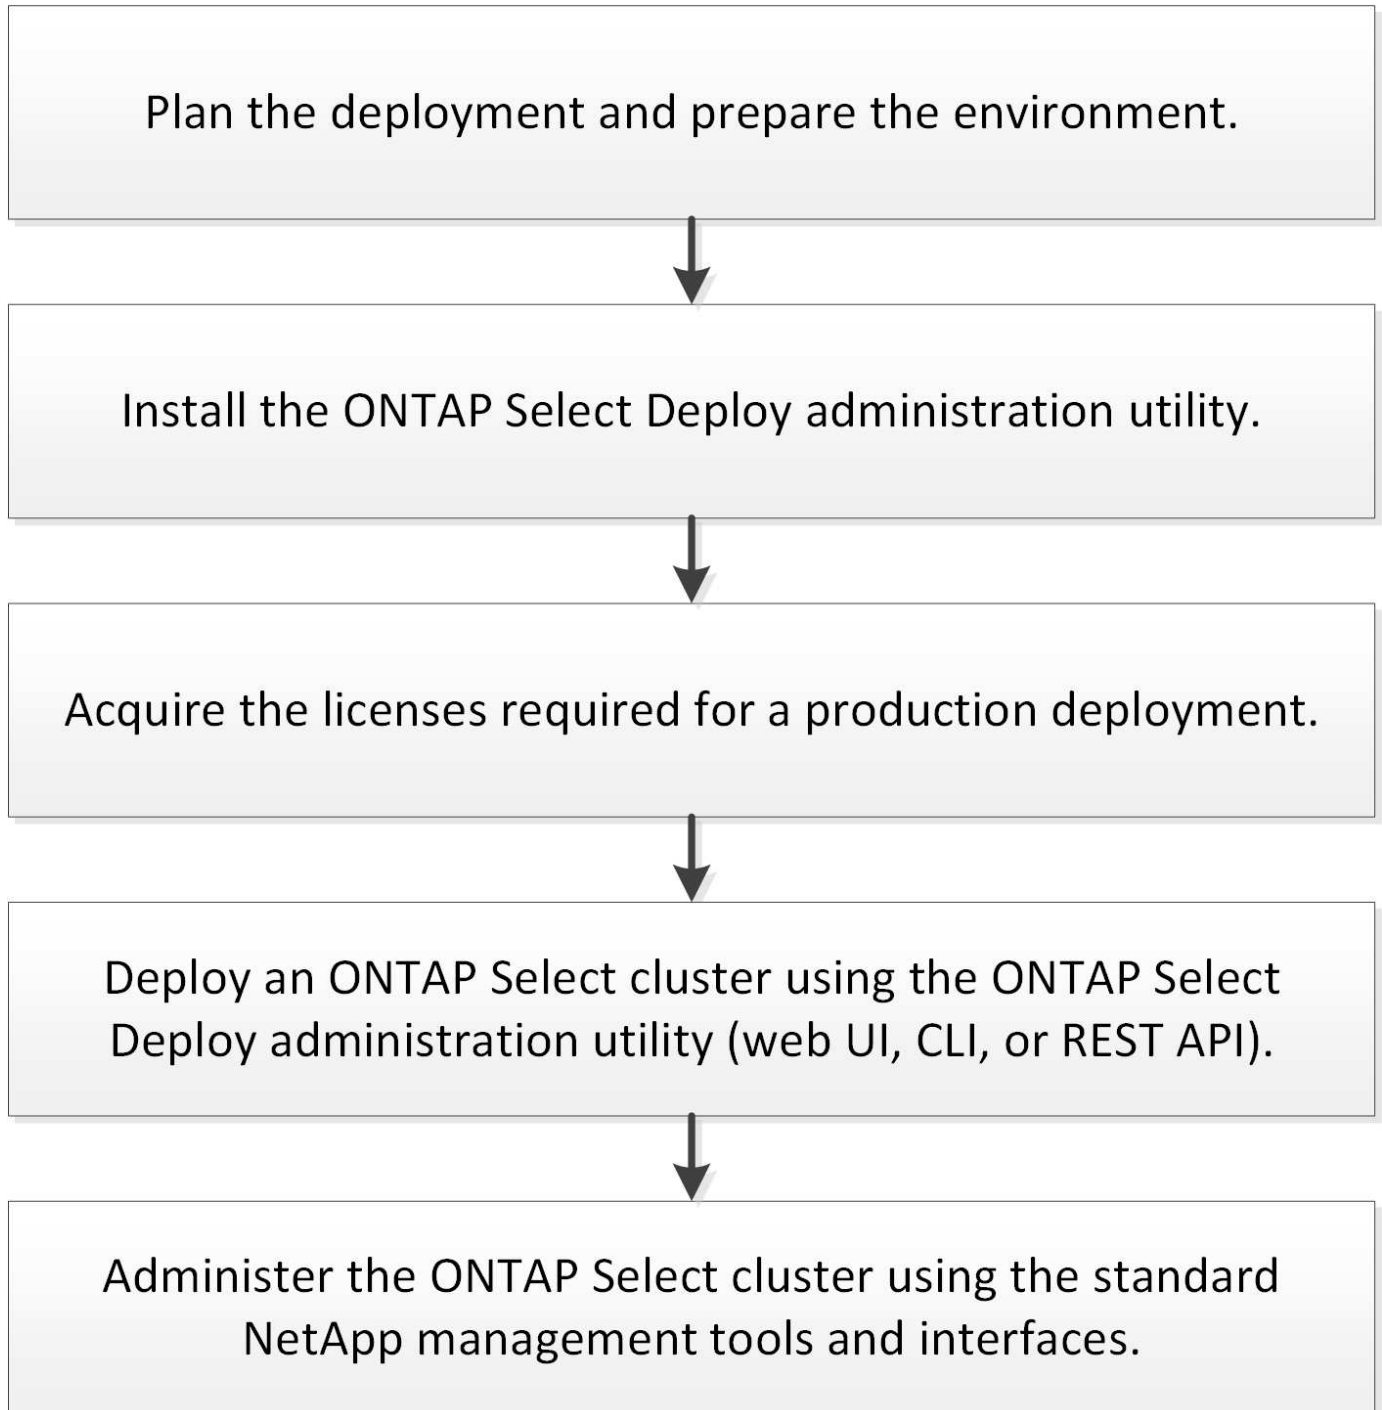 Plan the deployment and prepare the environment.
Install the ONTAP Select Deploy administration utility.
Acquire the licenses required for a production deployment.
Deploy an ONTAP Select cluster using the ONTAP Select
Deploy administration utility (web UI, CLI, or REST API).
Administer the ONTAP Select cluster using the standard
NetApp management tools and interfaces.